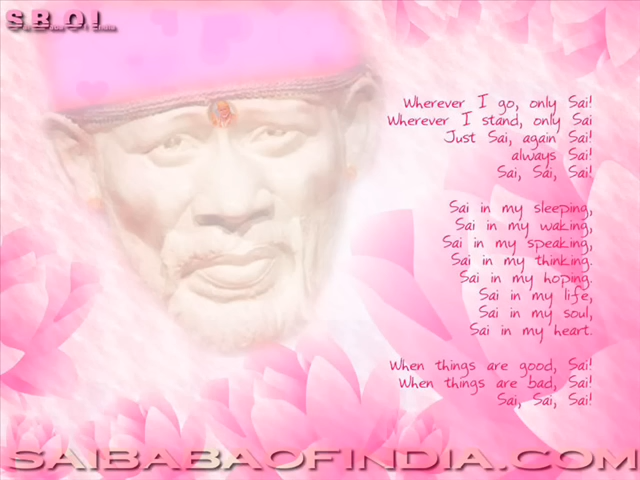 S.B.O.I
Wherever I go, only Sai!
Wherever I stand, only Sai
Just Sai, again Sai!
always Sai!
Sai, Sai, Sai!
Sai in my sleeping,
Sai in my waking,
Sai in my speaking,
Sai in my thinking.
Sai in my hoping.
Sai in my life,
Sai in my soul,
Sai in my heart.
When things are good, Sai!
When things are bad, Sai!
Sai, Sai, Sai!
SAIBABAOFINDIA.COM